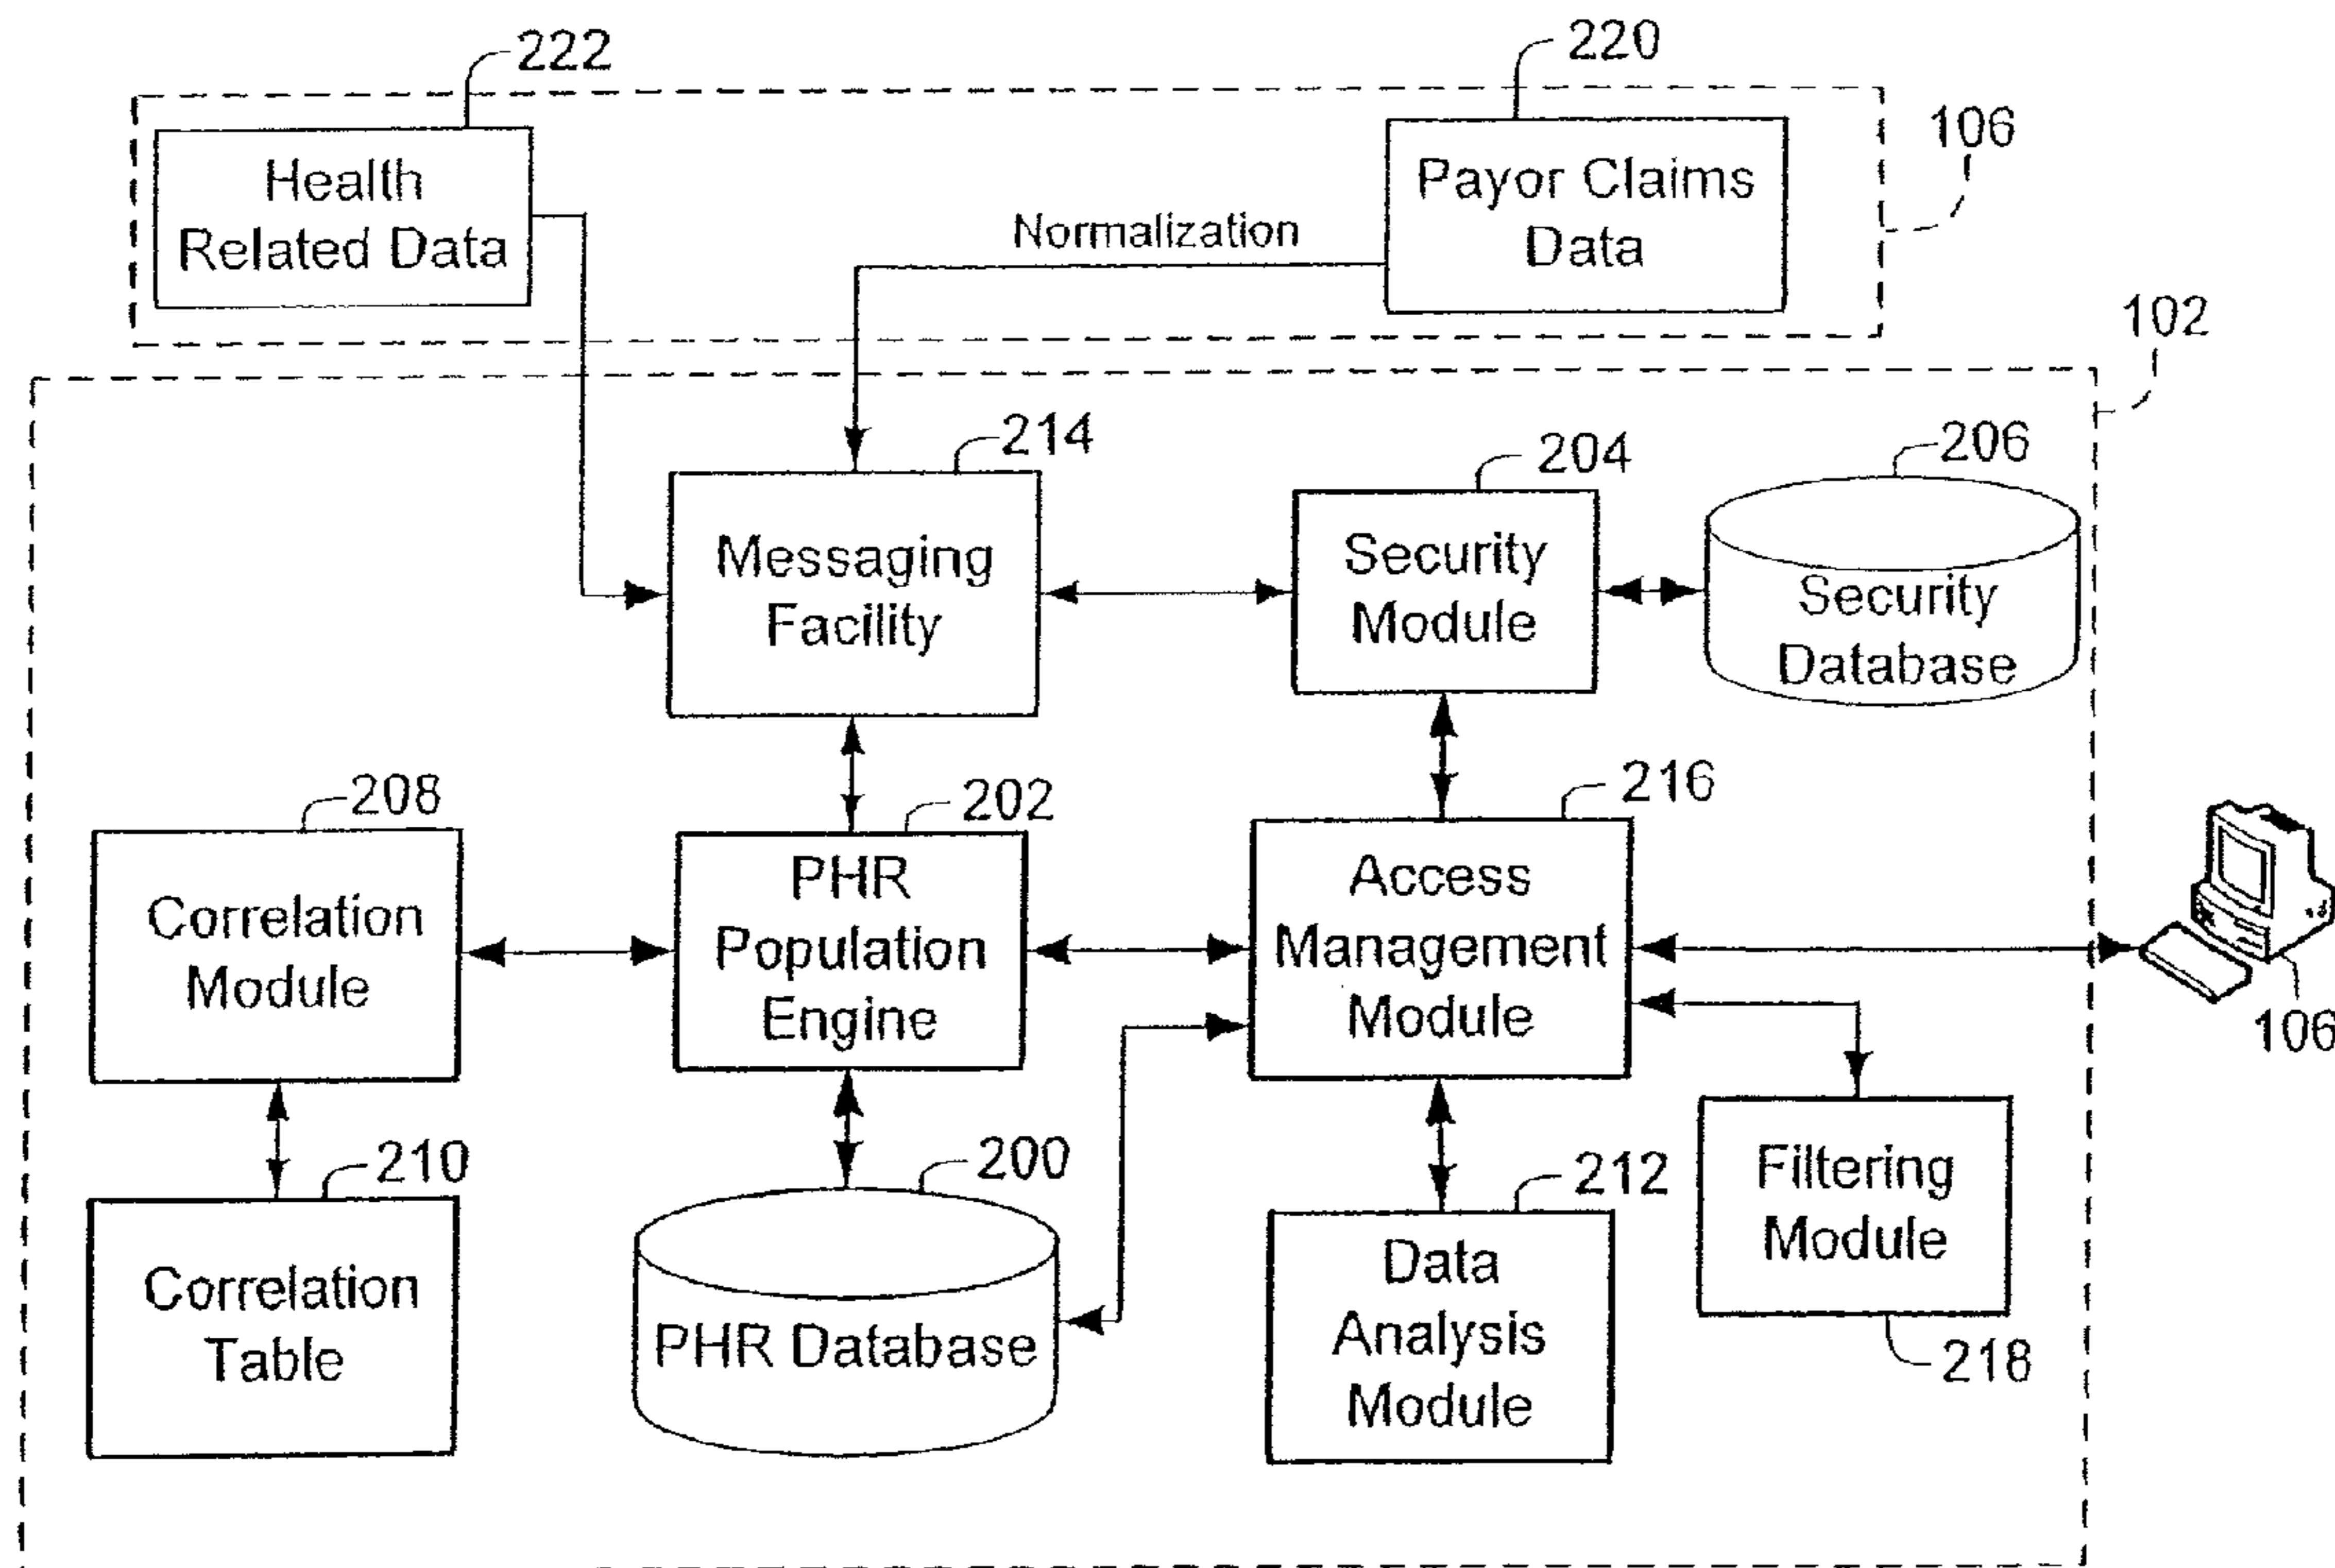 222
220
106
Health
Related Data
Payor Claims
Data
Normalization
102
214
204
206
Messaging
Facility
Security
Module
Security
Database
208
202
216
Correlation
Module
PHR
Population
Engine
Access
Management
Module
106
210
200
212
Correlation
Table
PHR Database
Data
Analysis
Module
Filtering
Module
218